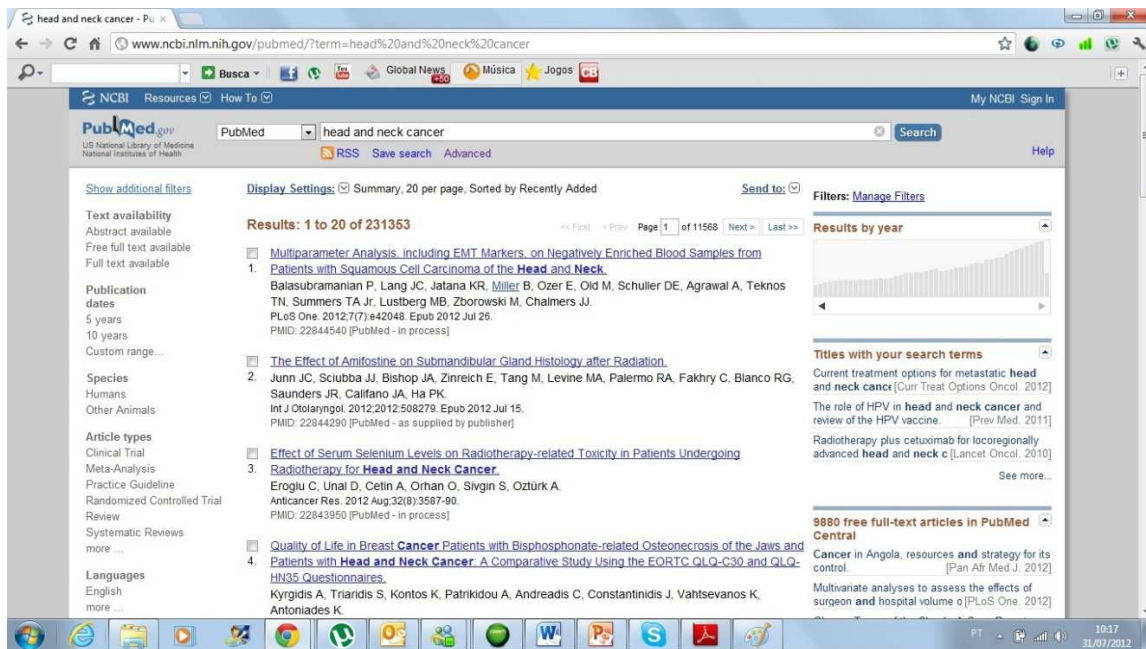 head and neck cancer - Pu
www.ncbi.nlm.nih.gov/pubmed/?term=head%20and%20neck%20cancer
Busca
You
Global News
+50
Música
Jogos
CB
NCBI Resources How To
My NCBI Sign In
PubMed.gov
US National Library of Medicine
National Institutes of Health
PubMed
head and neck cancer
Search
RSS Save search Advanced
Help
Show additional filters
Text availability
Abstract available
Free full text available
Full text available
Publication
dates
5 years
10 years
Custom range...
Species
Humans
Other Animals
Article types
Clinical Trial
Meta-Analysis
Practice Guideline
Randomized Controlled Trial
Review
Systematic Reviews
more ...
Languages
English
more ...
Display Settings: Summary, 20 per page, Sorted by Recently Added
Send to:
Results: 1 to 20 of 231353
<< First < Prev Page 1 of 11568 Next > Last >>
Multiparameter Analysis, including EMT Markers, on Negatively Enriched Blood Samples from
1. Patients with Squamous Cell Carcinoma of the Head and Neck.
Balasubramanian P, Lang JC, Jatana KR, Miller B, Ozer E, Old M, Schuller DE, Agrawal A, Teknos
TN, Summers TA Jr, Lustberg MB, Zborowski M, Chalmers JJ.
PLoS One. 2012;7(7):e42048. Epub 2012 Jul 26.
PMID: 22844540 [PubMed - in process]
The Effect of Amifostine on Submandibular Gland Histology after Radiation.
2. Junn JC, Sciubba JJ, Bishop JA, Zinreich E, Tang M, Levine MA, Palermo RA, Fakhry C, Blanco RG,
Saunders JR, Califano JA, Ha PK.
Int J Otolaryngol. 2012;2012:508279. Epub 2012 Jul 15.
PMID: 22844290 [PubMed - as supplied by publisher]
Effect of Serum Selenium Levels on Radiotherapy-related Toxicity in Patients Undergoing
3. Radiotherapy for Head and Neck Cancer.
Eroglu C, Unal D, Cetin A, Orhan O, Sivgin S, Oztürk A.
Anticancer Res. 2012 Aug;32(8):3587-90.
PMID: 22843950 [PubMed - in process]
Quality of Life in Breast Cancer Patients with Bisphosphonate-related Osteonecrosis of the Jaws and
4. Patients with Head and Neck Cancer: A Comparative Study Using the EORTC QLQ-C30 and QLQ-
HN35 Questionnaires.
Kyrgidis A, Triaridis S, Kontos K, Patrikidou A, Andreadis C, Constantinidis J, Vahtsevanos K,
Antoniades K.
Filters: Manage Filters
Results by year
Titles with your search terms
Current treatment options for metastatic head
and neck cance [Curr Treat Options Oncol. 2012]
The role of HPV in head and neck cancer and
review of the HPV vaccine. [Prev Med. 2011]
Radiotherapy plus cetuximab for locoregionally
advanced head and neck c [Lancet Oncol. 2010]
See more...
9880 free full-text articles in PubMed
Central
Cancer in Angola, resources and strategy for its
control. [Pan Afr Med J. 2012]
Multivariate analyses to assess the effects of
surgeon and hospital volume o [PLoS One. 2012]
PT
10:17
31/07/2012